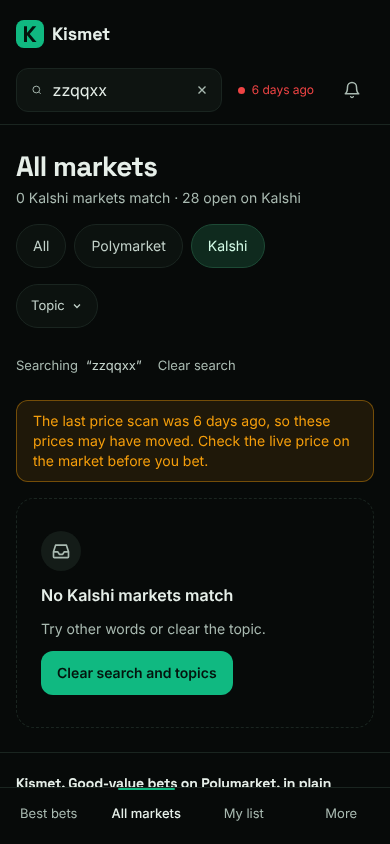 Kismet
zzqqxx
6 days ago
All markets
0 Kalshi markets match · 28 open on Kalshi
All
Polymarket
Kalshi
Topic
Searching “zzqqxx” Clear search
The last price scan was 6 days ago, so these
prices may have moved. Check the live price on
the market before you bet.
No Kalshi markets match
Try other words or clear the topic.
Clear search and topics
Kismet. Good-value bets on Polymarket, in plain
Best bets
All markets
My list
More